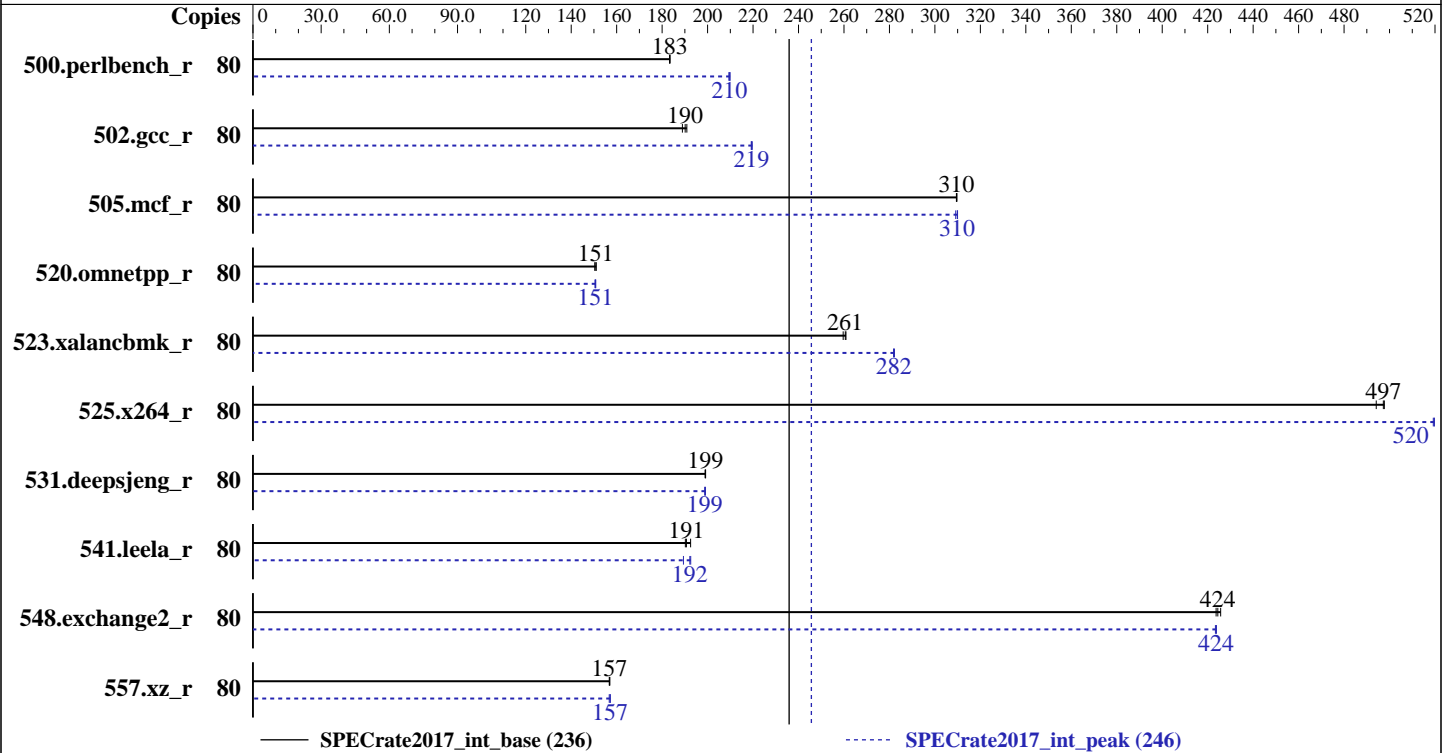 Copies 0 30.0 60.0 90.0 120 140 160 180 200 220 240 260 280 300 320 340 360 380 400 420 440 460 480 520
183
500.perlbench_r 80
210
190
502.gcc_r 80
219
310
505.mcf_r 80
310
151
520.omnetpp_r 80
151
261
523.xalancbmk_r 80
282
497
525.x264_r 80
520
199
531.deepsjeng_r 80
199
191
541.leela_r 80
192
424
548.exchange2_r 80
424
157
557.xz_r 80
157
SPECrate2017_int_base (236) SPECrate2017_int_peak (246)